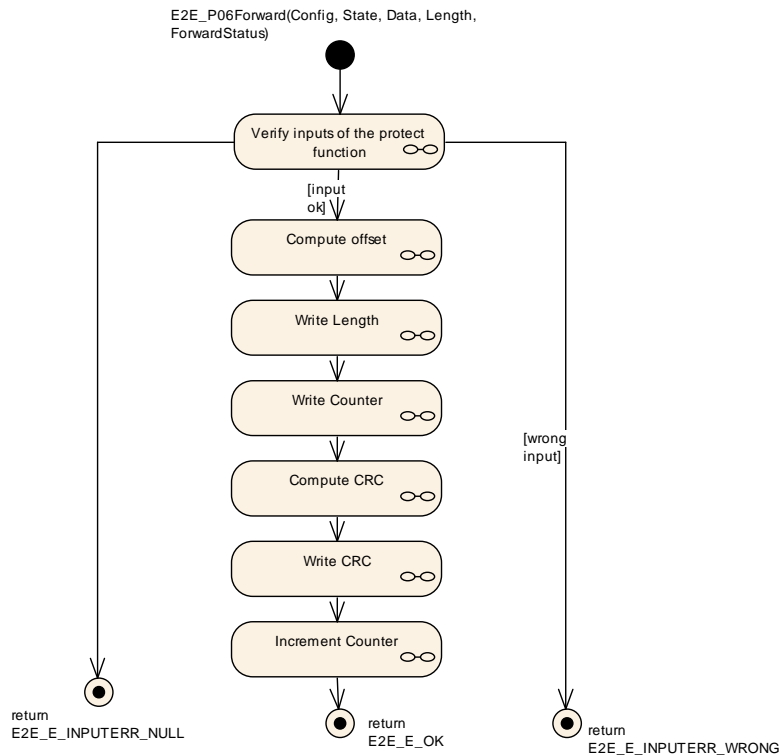 E2E_P06Forward(Config, State, Data, Length,
ForwardStatus)
Verify inputs of the protect
function
[input
ok]
Compute offset
Write Length
Write Counter
[wrong
input]
Compute CRC
Write CRC
Increment Counter
return
E2E_E_INPUTERR_NULL
return
E2E_E_OK
return
E2E_E_INPUTERR_WRONG